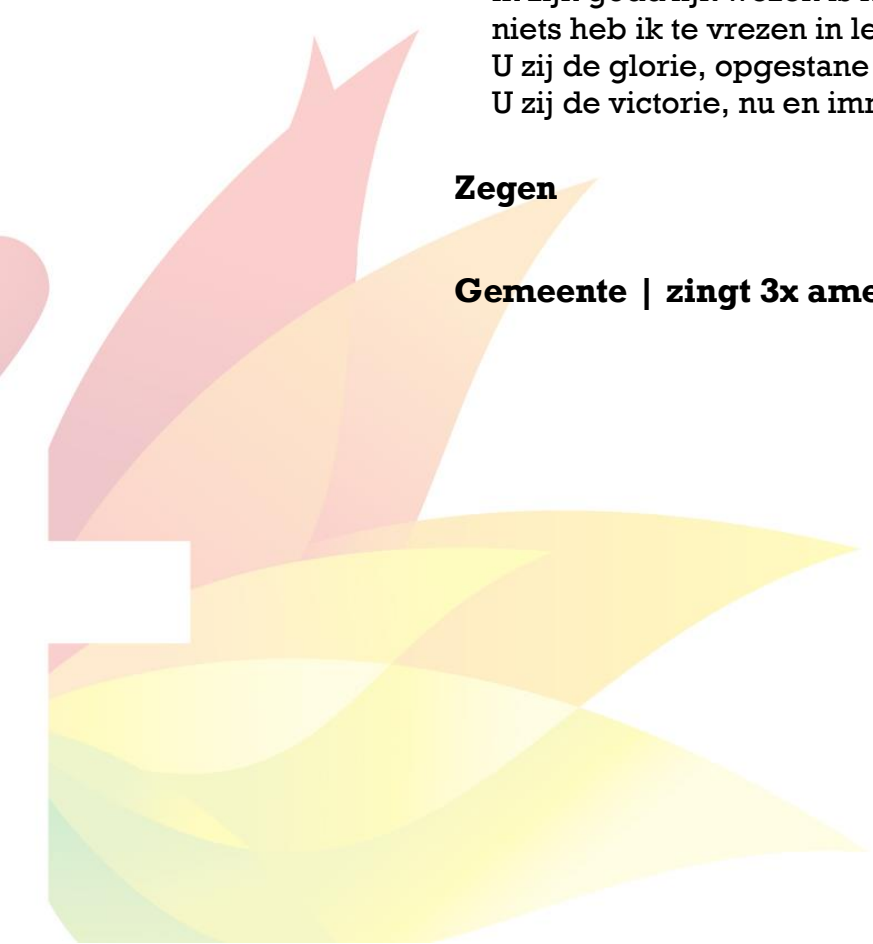 niets heb ik te vrezen in le
U zij de glorie, opgestane
U zij de victorie, nu en imm
Zegen
Gemeente | zingt 3x ame